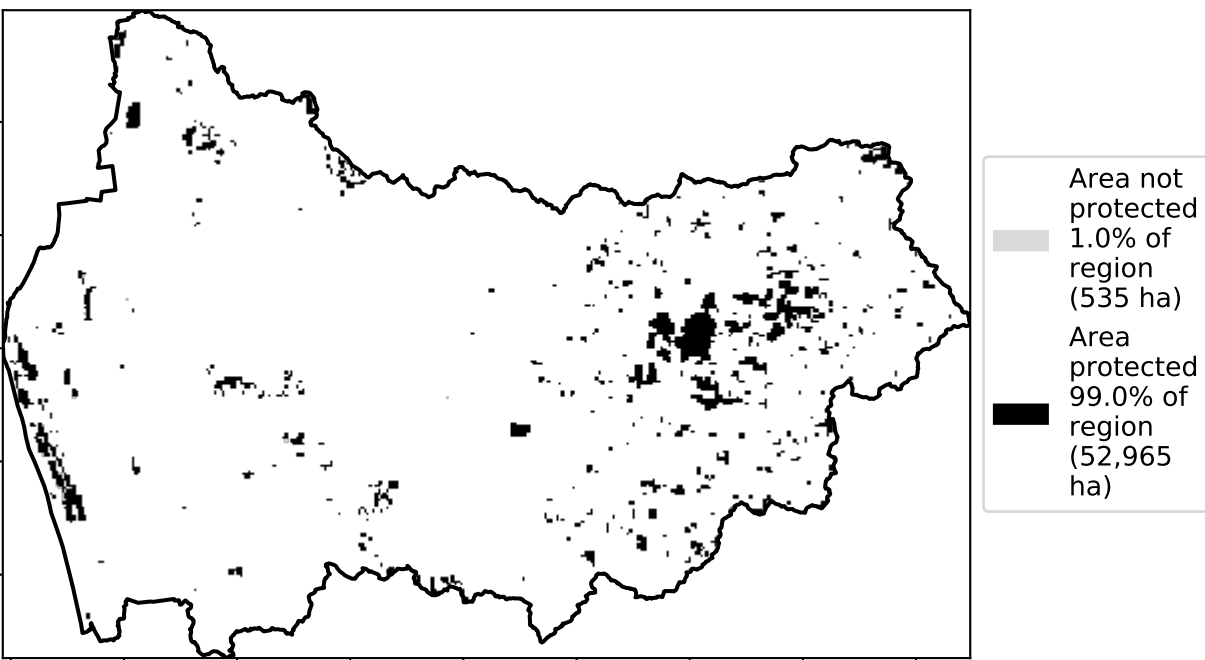 Area not
protected
1.0% of
region
(535 ha)
Area
protected
99.0% of
region
(52,965
ha)